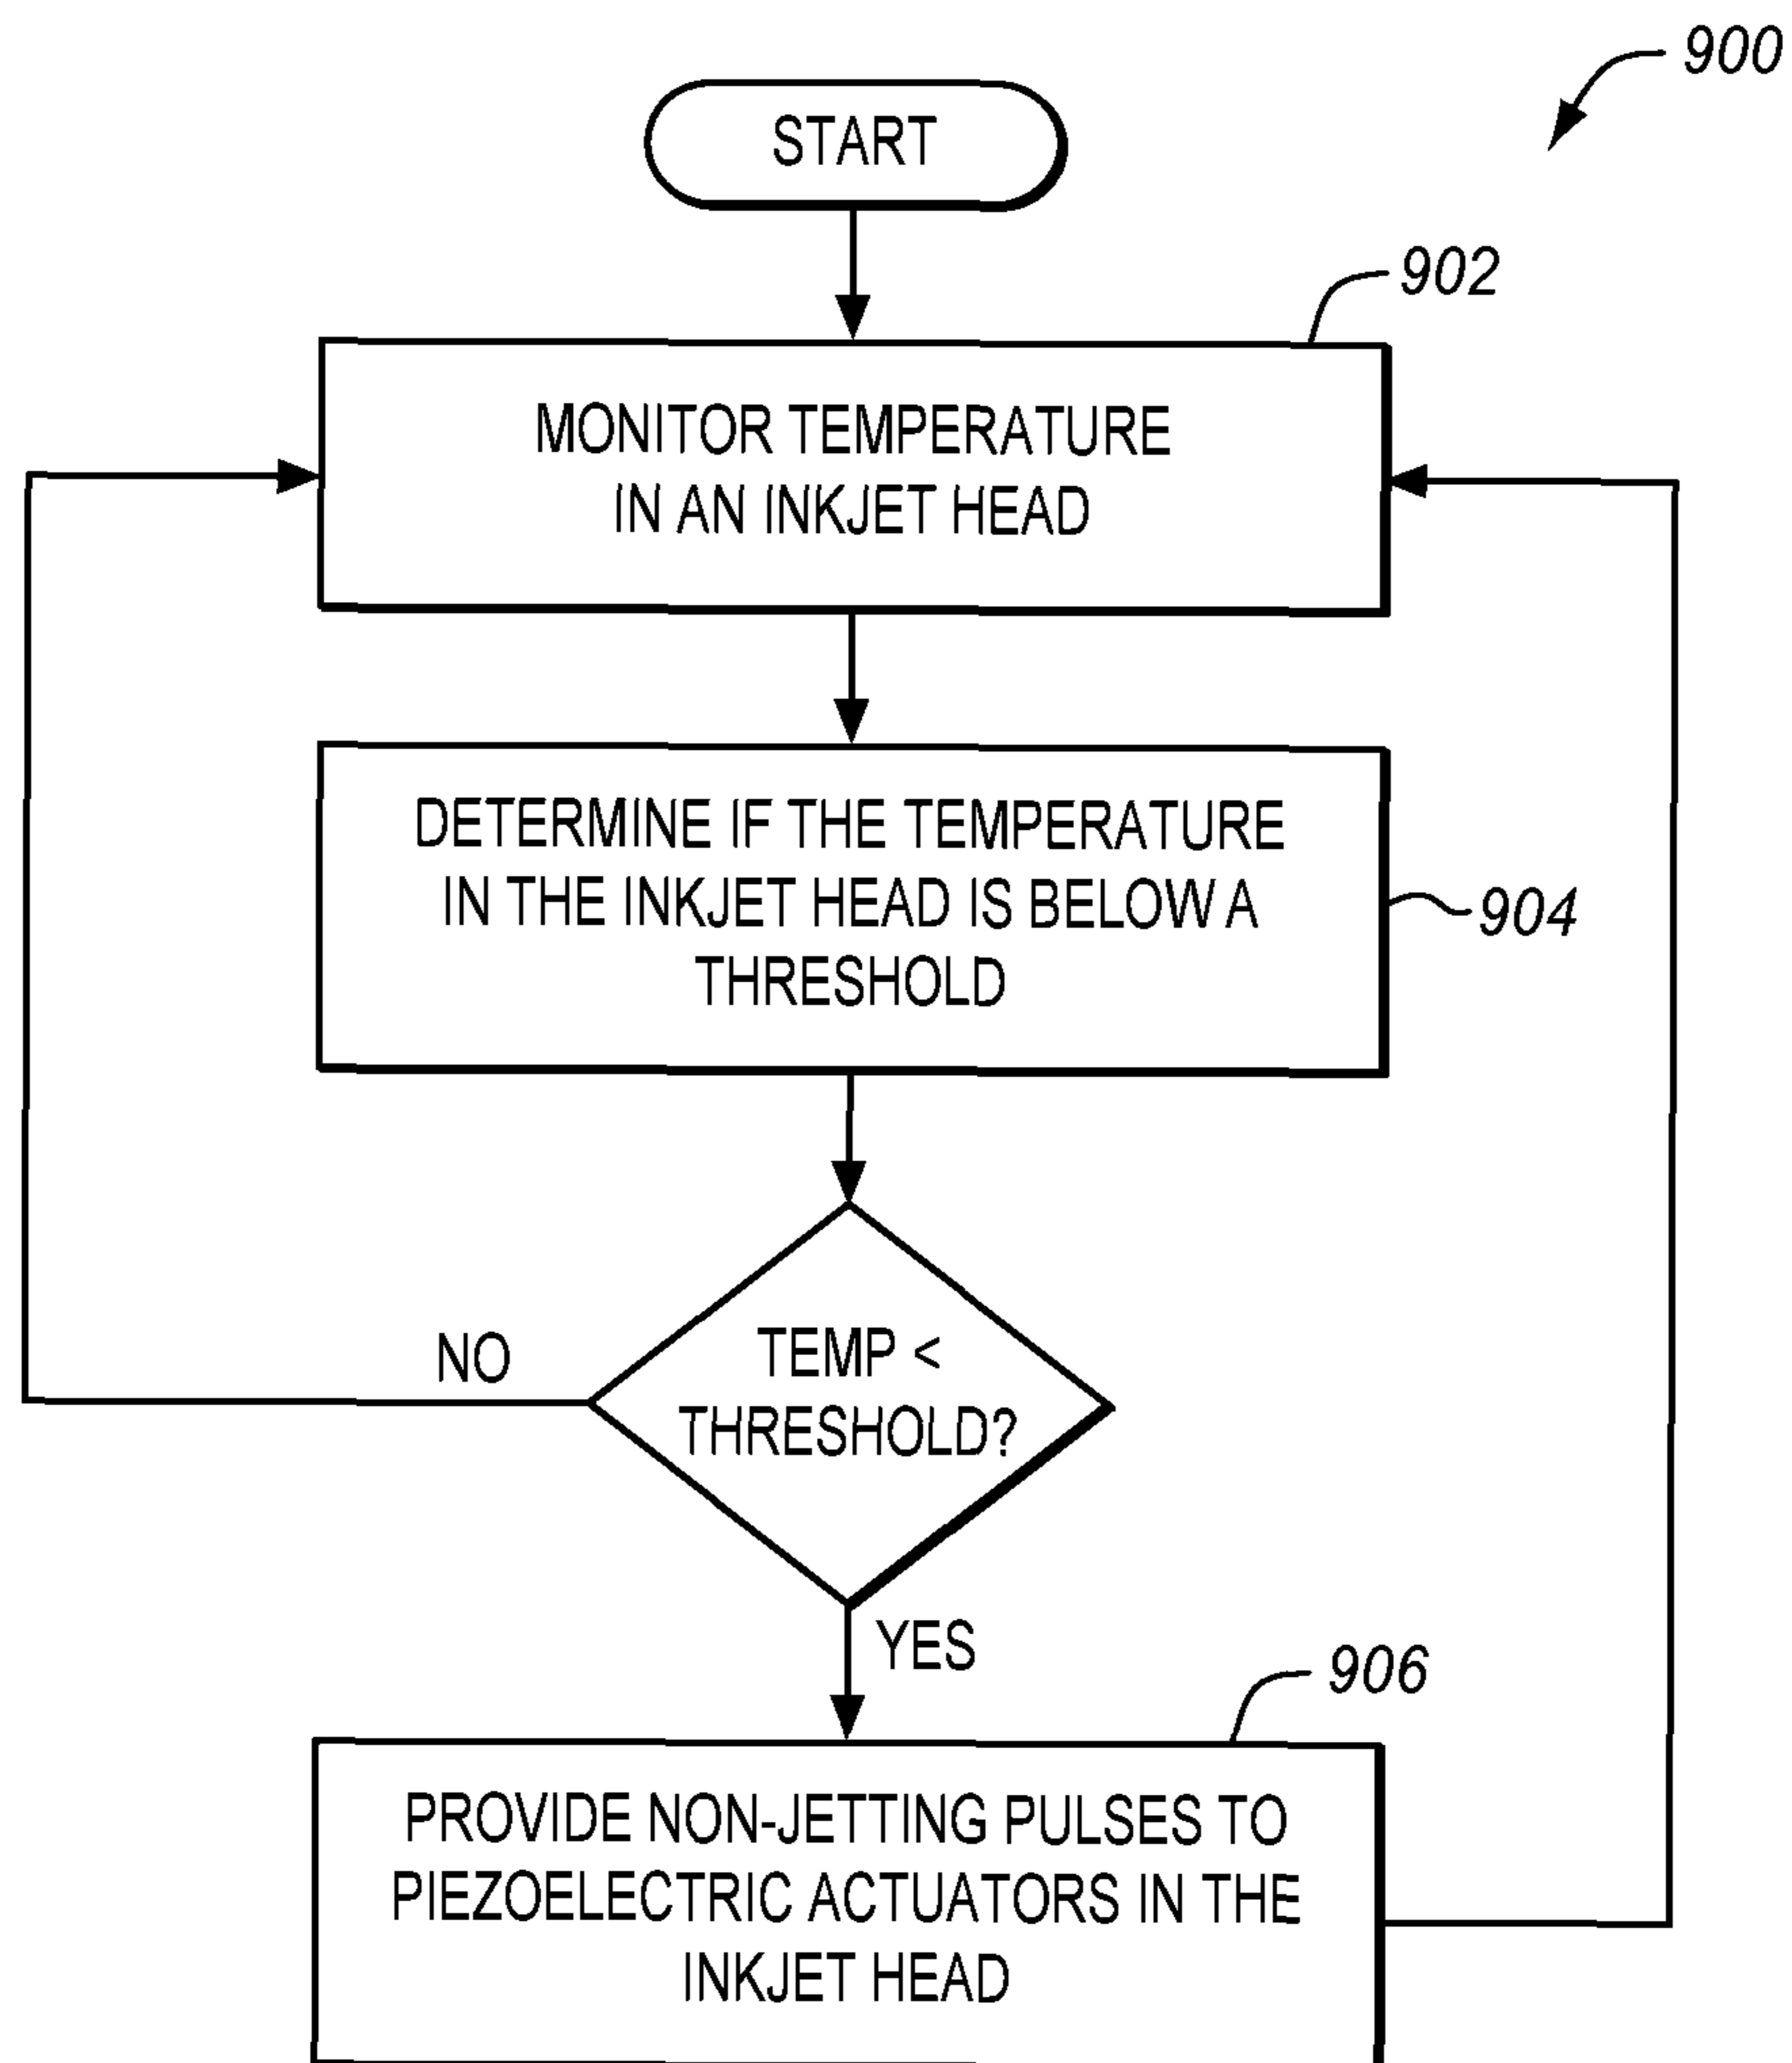 900
START
902
MONITOR TEMPERATURE
IN AN INKJET HEAD
DETERMINE IF THE TEMPERATURE
IN THE INKJET HEAD IS BELOW A
THRESHOLD
904
NO
TEMP <
THRESHOLD?
YES
906
PROVIDE NON-JETTING PULSES TO
PIEZOELECTRIC ACTUATORS IN THE
INKJET HEAD